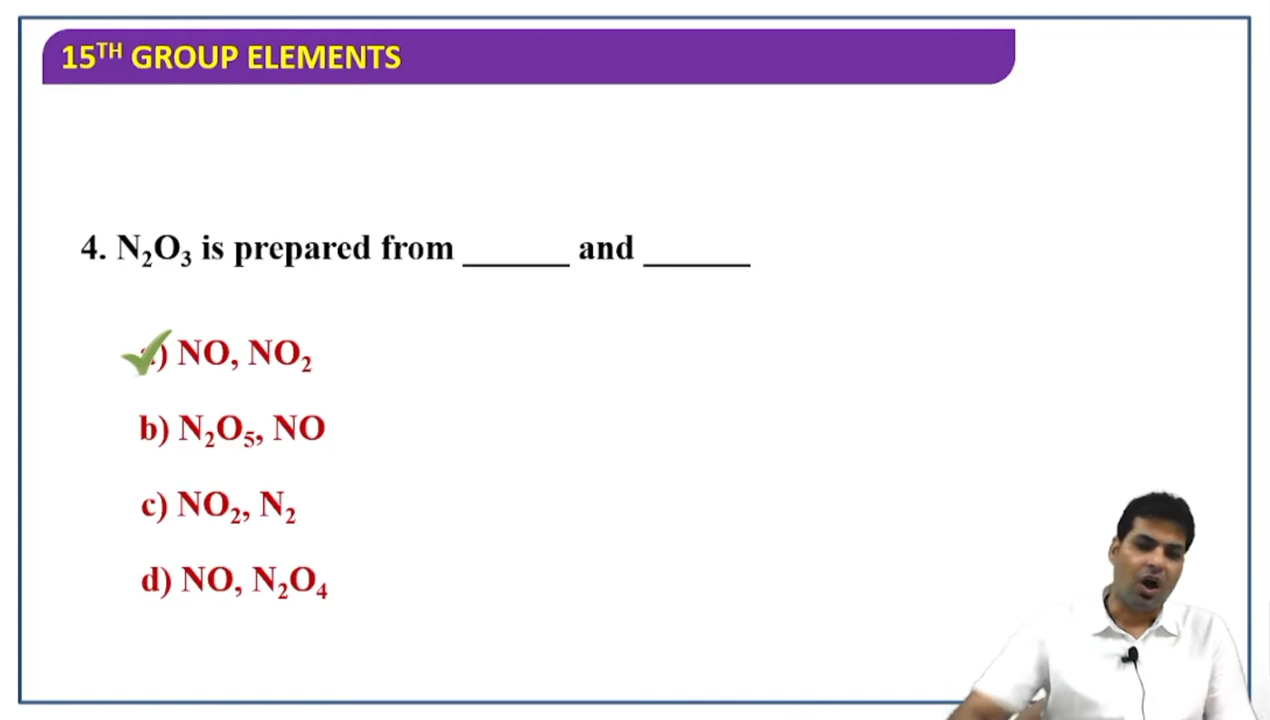 15TH GROUP ELEMENTS
4. N₂O₃ is prepared from ______ and ______
) NO, NO₂
b) N₂O₅, NO
c) NO₂, N₂
d) NO, N₂O₄